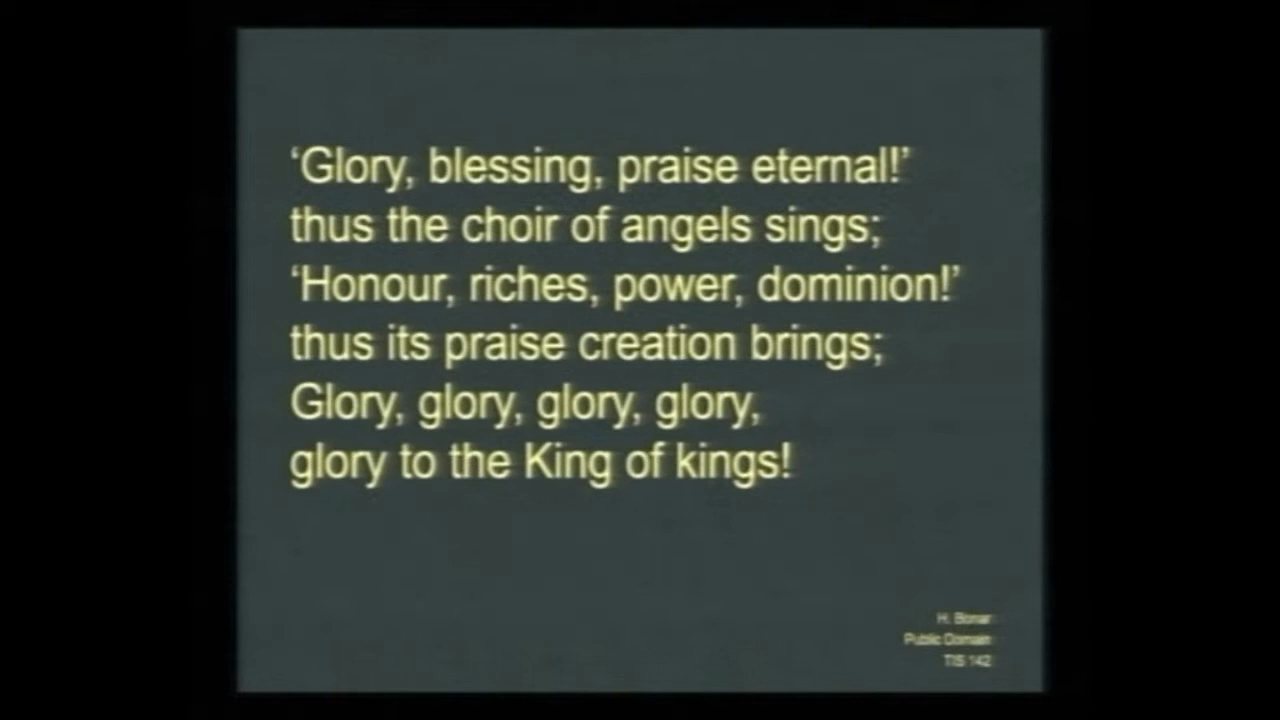 ‘Glory, blessing, praise eternal!’
thus the choir of angels sings;
‘Honour, riches, power, dominion!’
thus its praise creation brings;
Glory, glory, glory, glory,
glory to the King of kings!
H. Bonar
Public Domain
TIS 142